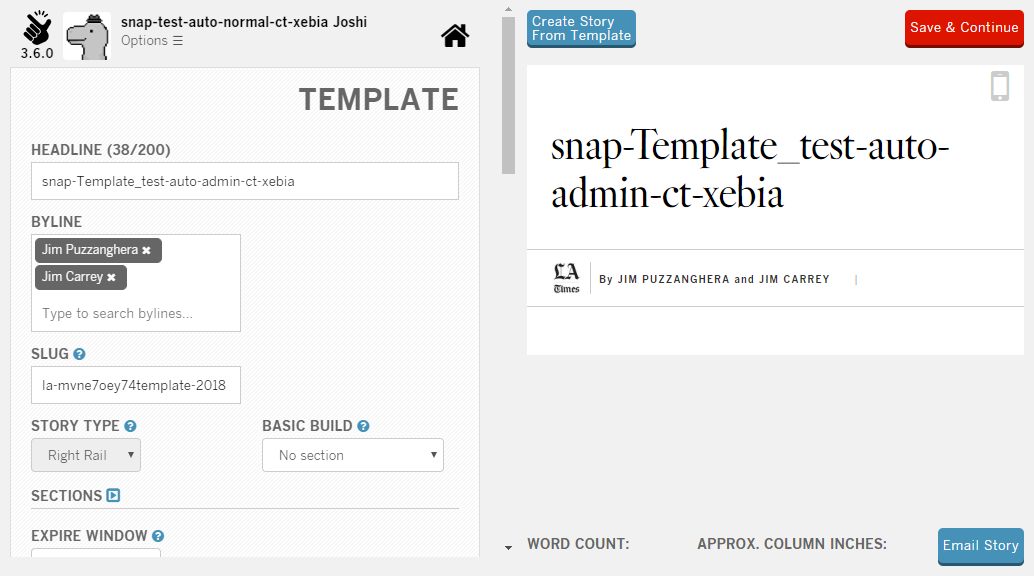 snap-test-auto-normal-ct-xebia Joshi
Options ☰
3.6.0
TEMPLATE
HEADLINE (38/200)
snap-Template_test-auto-admin-ct-xebia
BYLINE
Jim Puzzanghera ✖
Jim Carrey ✖
Type to search bylines...
SLUG ?
la-mvne7oey74template-2018
STORY TYPE ?
BASIC BUILD ?
Right Rail ▼
No section ▼
SECTIONS
EXPIRE WINDOW ?
Create Story
From Template
Save & Continue
snap-Template_test-auto-
admin-ct-xebia
LA
Times
By JIM PUZZANGHERA and JIM CARREY |
WORD COUNT:
APPROX. COLUMN INCHES:
Email Story